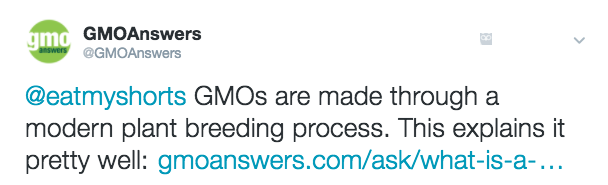 gmo
answers
GMOAnswers
@GMOAnswers
@eatmyshorts GMOs are made through a
modern plant breeding process. This explains it
pretty well: gmoanswers.com/ask/what-is-a-…